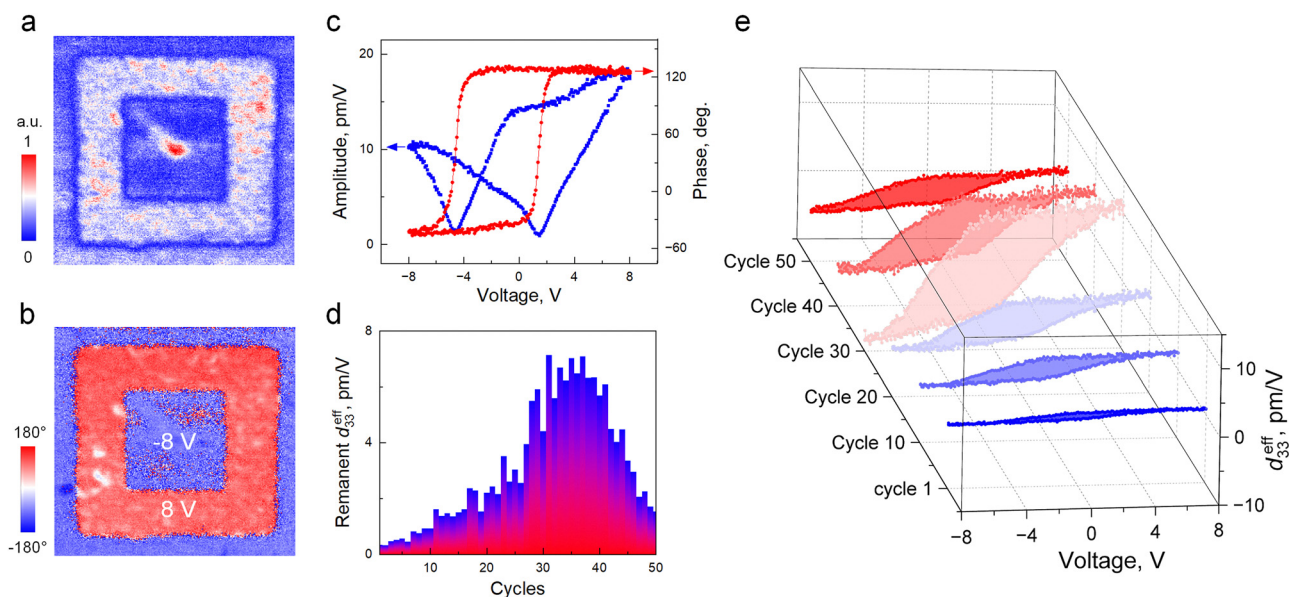 a
a.u.
1
0
b
180°
-180°
-8 V
8 V
c
Amplitude, pm/V
20
15
10
5
0
Phase, deg.
120
60
0
−60
−8
−4
0
4
8
Voltage, V
d
Remanent d33eff pm/V
8
4
0
10
20
30
40
50
Cycles
e
Cycle 50
Cycle 40
Cycle 30
Cycle 20
Cycle 10
cycle 1
−8
−4
0
4
8
Voltage, V
10
0
−10
d33eff, pm/V